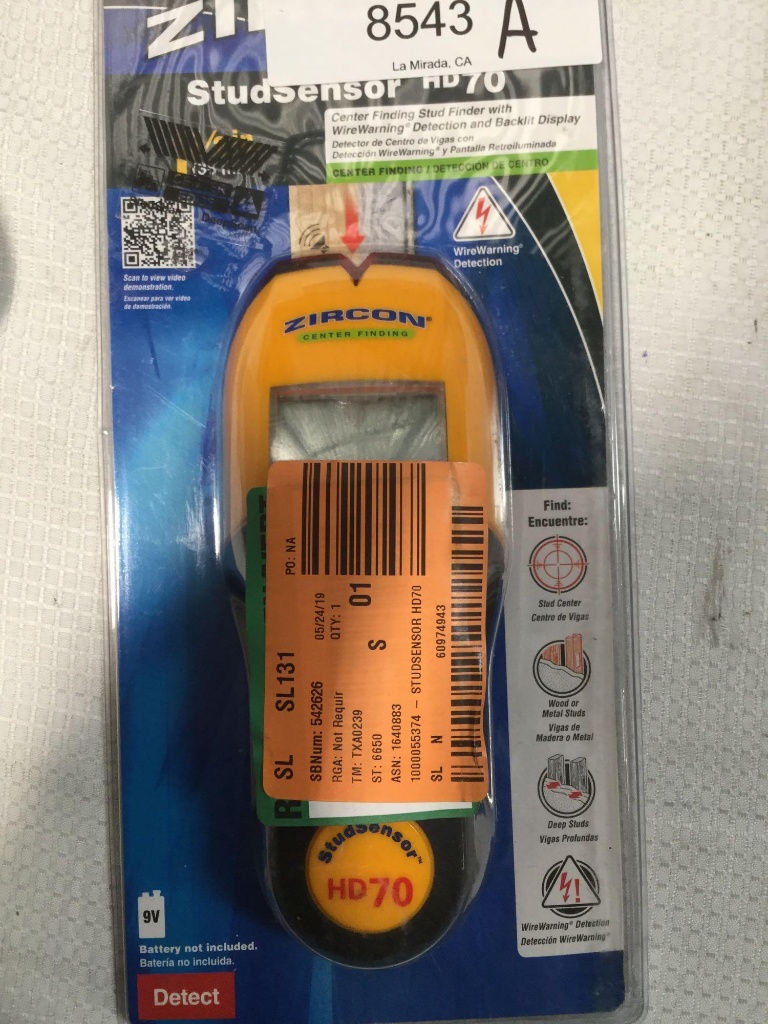 ZI
8543 A
La Mirada, CA
StudSensor HD70
Center Finding Stud Finder with
WireWarning® Detection and Backlit Display
Detector de Centro de Vigas con
Detección WireWarning® y Pantalla Retroiluminada
CENTER FINDING / DETECCIÓN DE CENTRO
Scan to view video
demonstration.
Escanear para ver video
de demostración.
WireWarning®
Detection
ZIRCON®
CENTER FINDING
PO: NA
SL SL131
SBNum: 542626 05/24/19
RGA: Not Requir QTY: 1
TM: TXA0239 01
ST: 6650 S
ASN: 1640883
1000055374 – STUDSENSOR HD70
SL N 60974943
R
Find:
Encuentre:
Stud Center
Centro de Vigas
Wood or
Metal Studs
Vigas de
Madera o Metal
Deep Studs
Vigas Profundas
WireWarning® Detection
Detección WireWarning®
StudSensor™
HD70
9V
Battery not included.
Batería no incluida.
Detect